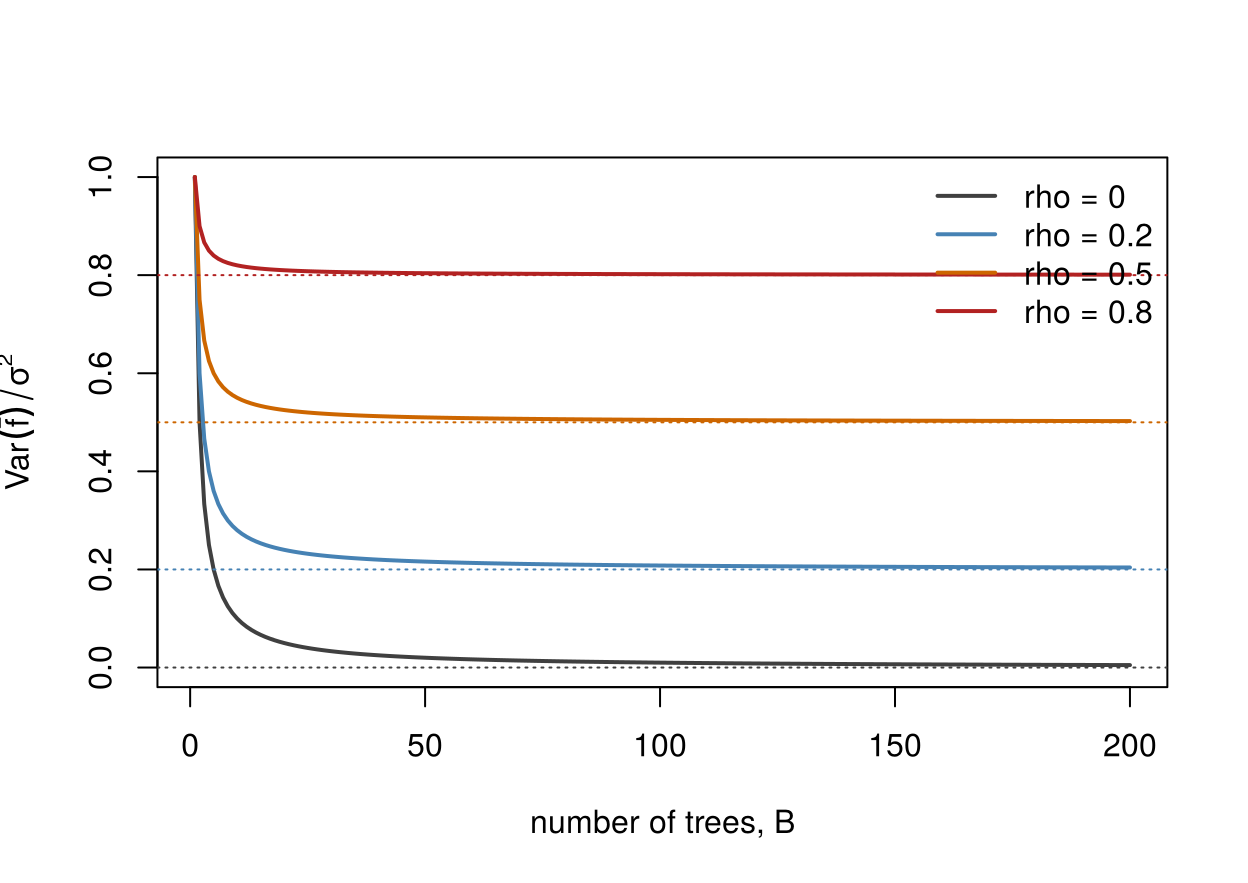 rho = 0
rho = 0.2
rho = 0.5
rho = 0.8
1.0
0.8
0.6
0.4
0.2
0.0
Var(f̄)/σ²
0 50 100 150 200
number of trees, B